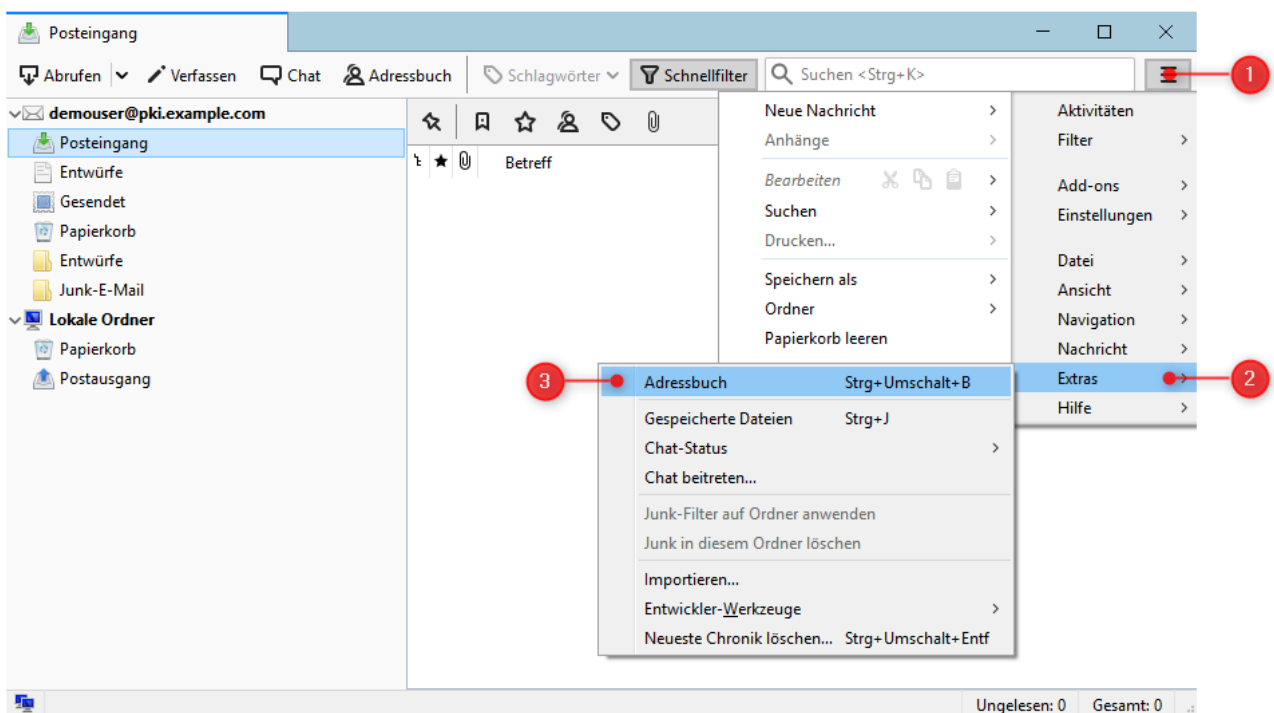 Posteingang
Abrufen Verfassen Chat Adressbuch Schlagwörter Schnellfilter Suchen <Strg+K>
1
demouser@pki.example.com
Posteingang
Entwürfe
Gesendet
Papierkorb
Entwürfe
Junk-E-Mail
Lokale Ordner
Papierkorb
Postausgang
Betreff
Neue Nachricht
Anhänge
Bearbeiten
Suchen
Drucken...
Speichern als
Ordner
Papierkorb leeren
Aktivitäten
Filter
Add-ons
Einstellungen
Datei
Ansicht
Navigation
Nachricht
Extras
2
Hilfe
3
Adressbuch Strg+Umschalt+B
Gespeicherte Dateien Strg+J
Chat-Status
Chat beitreten...
Junk-Filter auf Ordner anwenden
Junk in diesem Ordner löschen
Importieren...
Entwickler-Werkzeuge
Neueste Chronik löschen... Strg+Umschalt+Entf
Ungelesen: 0 Gesamt: 0